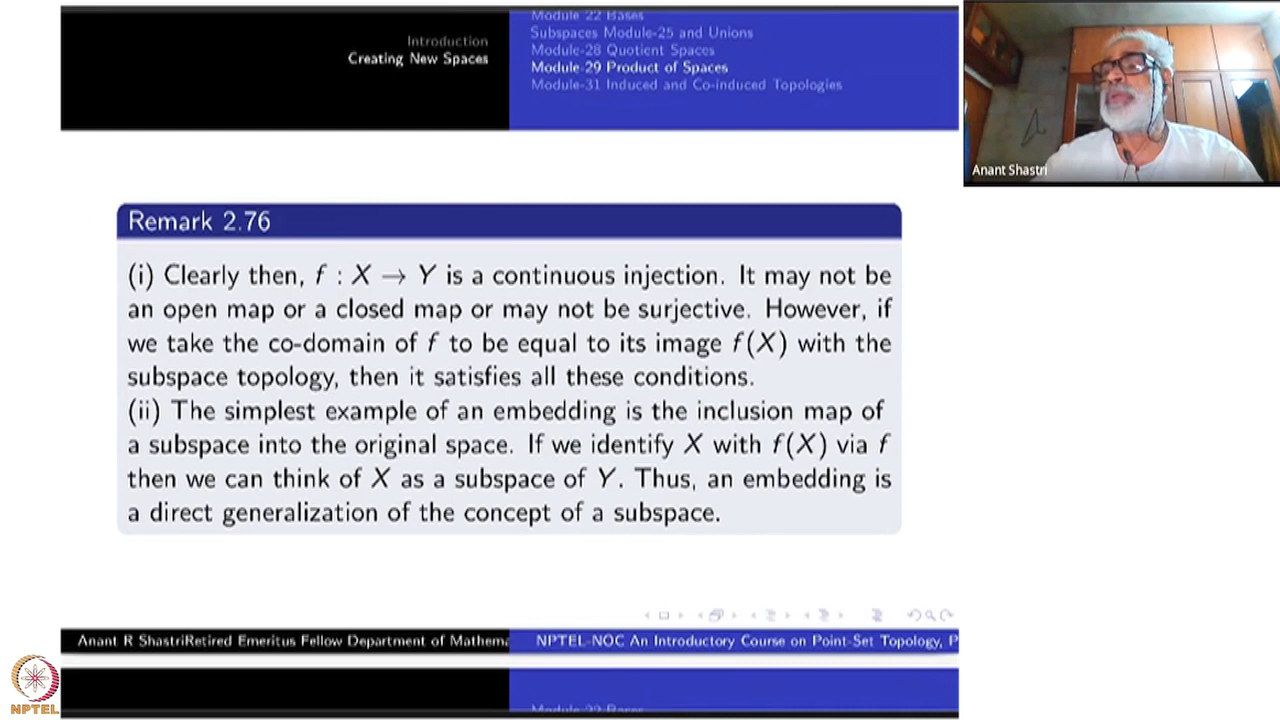 Introduction
Creating New Spaces
Module 22 Bases
Subspaces Module-25 and Unions
Module-28 Quotient Spaces
Module-29 Product of Spaces
Module-31 Induced and Co-induced Topologies
Anant Shastri
Remark 2.76
(i) Clearly then, f : X → Y is a continuous injection. It may not be
an open map or a closed map or may not be surjective. However, if
we take the co-domain of f to be equal to its image f(X) with the
subspace topology, then it satisfies all these conditions.
(ii) The simplest example of an embedding is the inclusion map of
a subspace into the original space. If we identify X with f(X) via f
then we can think of X as a subspace of Y. Thus, an embedding is
a direct generalization of the concept of a subspace.
Anant R ShastriRetired Emeritus Fellow Department of Mathema
NPTEL-NOC An Introductory Course on Point-Set Topology, P
NPTEL
Module 22 Bases